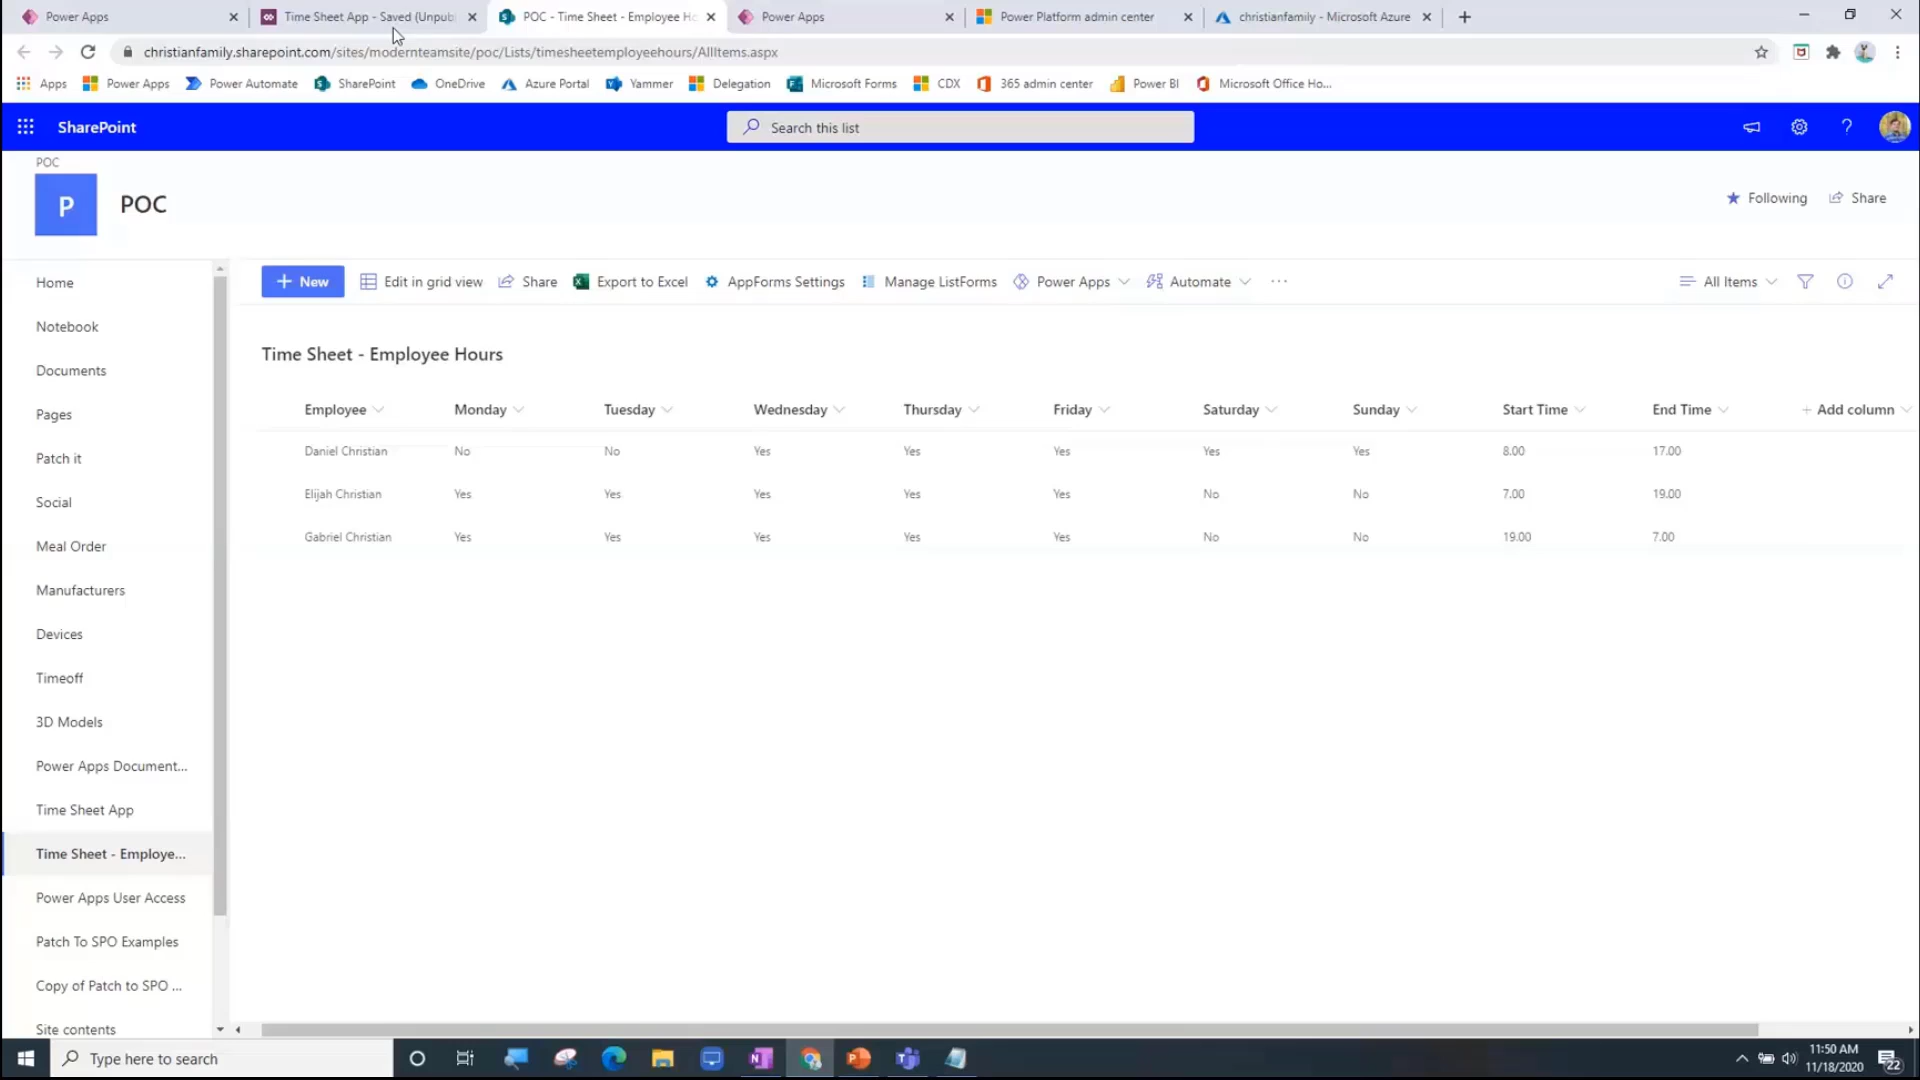 Power Apps
Time Sheet App - Saved (Unpub
POC - Time Sheet - Employee Ho
Power Apps
Power Platform admin center
christianfamily - Microsoft Azure
christianfamily.sharepoint.com/sites/modernteamsite/poc/Lists/timesheetemployeehours/AllItems.aspx
Apps Power Apps Power Automate SharePoint OneDrive Azure Portal Yammer Delegation Microsoft Forms CDX 365 admin center Power BI Microsoft Office Ho...
SharePoint
Search this list
POC
P
POC
Following
Share
Home
Notebook
Documents
Pages
Patch it
Social
Meal Order
Manufacturers
Devices
Timeoff
3D Models
Power Apps Document...
Time Sheet App
Time Sheet - Employe...
Power Apps User Access
Patch To SPO Examples
Copy of Patch to SPO ...
Site contents
+ New Edit in grid view Share Export to Excel AppForms Settings Manage ListForms Power Apps Automate ... All Items
Time Sheet - Employee Hours
Employee Monday Tuesday Wednesday Thursday Friday Saturday Sunday Start Time End Time + Add column
Daniel Christian No No Yes Yes Yes Yes Yes 8.00 17.00
Elijah Christian Yes Yes Yes Yes Yes No No 7.00 19.00
Gabriel Christian Yes Yes Yes Yes Yes No No 19.00 7.00
Type here to search
11:50 AM
11/18/2020
22